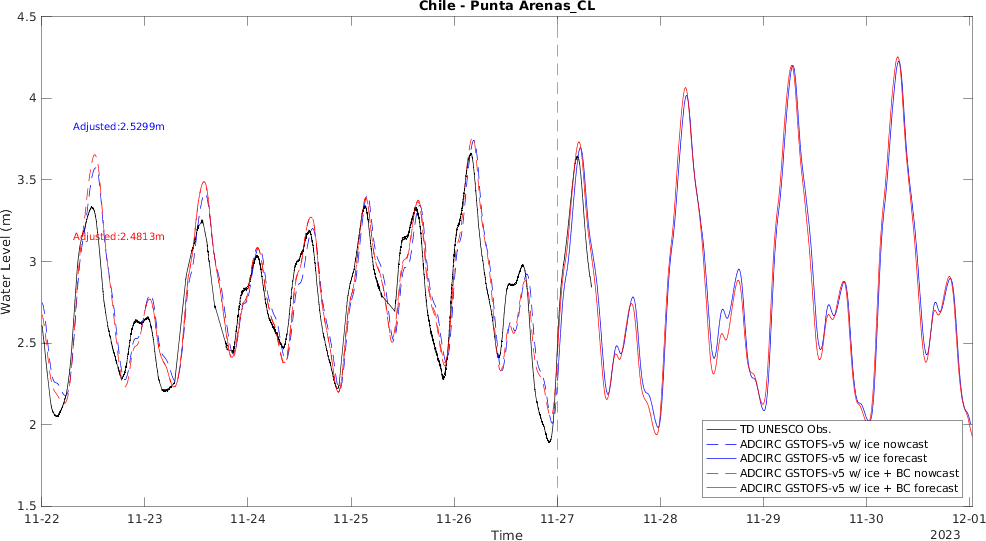 Chile - Punta Arenas_CL
4.5
4
3.5
3
2.5
2
1.5
Water Level (m)
Adjusted:2.5299m
Adjusted:2.4813m
TD UNESCO Obs.
ADCIRC GSTOFS-v5 w/ ice nowcast
ADCIRC GSTOFS-v5 w/ ice forecast
ADCIRC GSTOFS-v5 w/ ice + BC nowcast
ADCIRC GSTOFS-v5 w/ ice + BC forecast
11-22 11-23 11-24 11-25 11-26 11-27 11-28 11-29 11-30 12-01
Time
2023